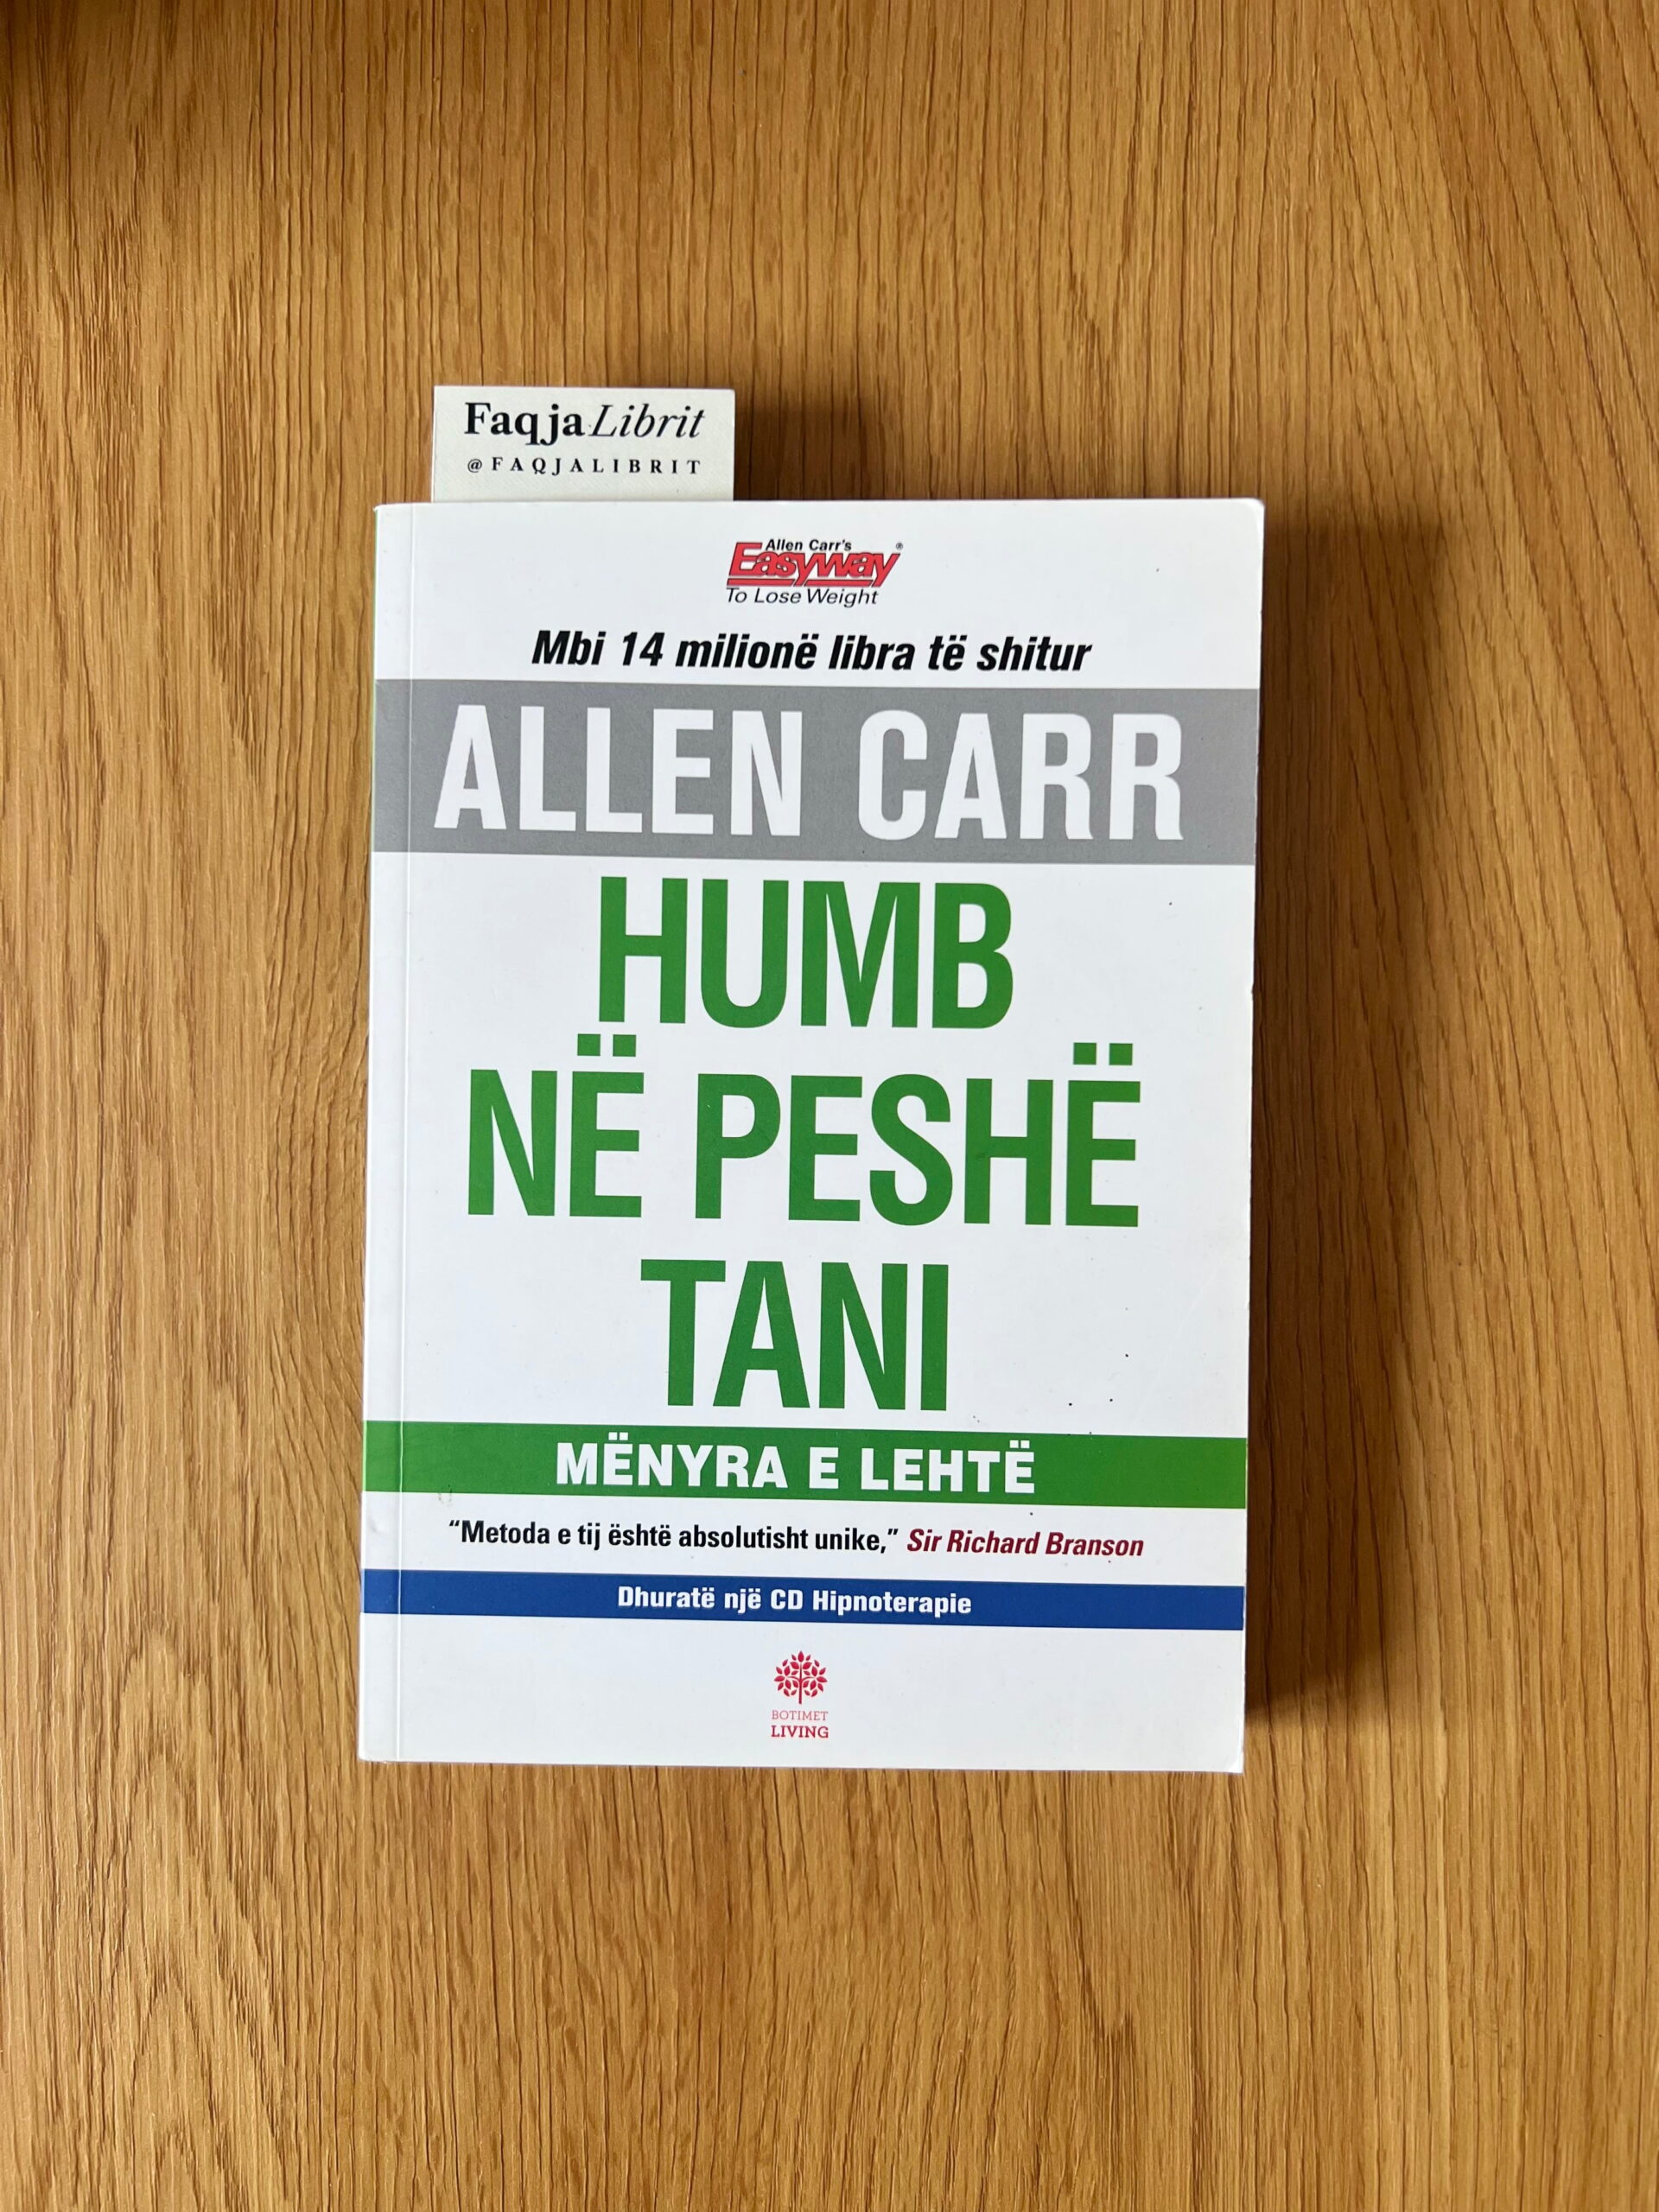 FaqjaLibrit
@FAQJALIBRIT
Allen Carr's
Easyway®
To Lose Weight
Mbi 14 milionë libra të shitur
ALLEN CARR
HUMB
NË PESHË
TANI
MËNYRA E LEHTË
“Metoda e tij është absolutisht unike,” Sir Richard Branson
Dhuratë një CD Hipnoterapie
BOTIMET
LIVING